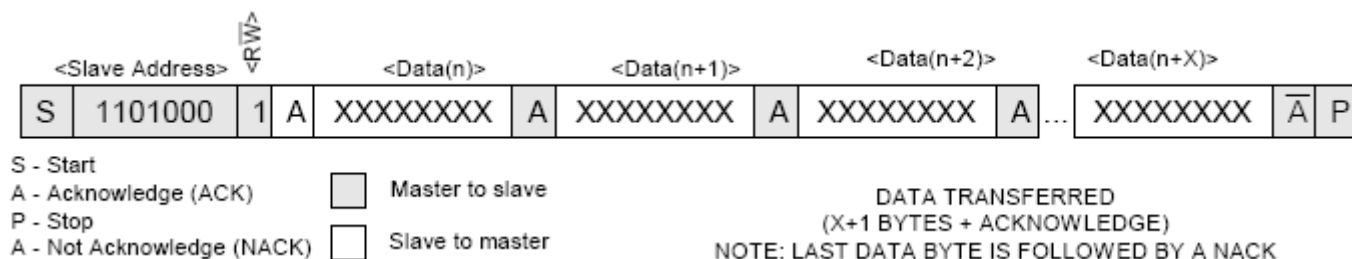 <RW̅>
<Slave Address> <Data(n)> <Data(n+1)> <Data(n+2)> <Data(n+X)>
S 1101000 1 A XXXXXXXX A XXXXXXXX A XXXXXXXX A ... XXXXXXXX A̅ P
S - Start
A - Acknowledge (ACK)
P - Stop
A - Not Acknowledge (NACK)
Master to slave
Slave to master
DATA TRANSFERRED
(X+1 BYTES + ACKNOWLEDGE)
NOTE: LAST DATA BYTE IS FOLLOWED BY A NACK